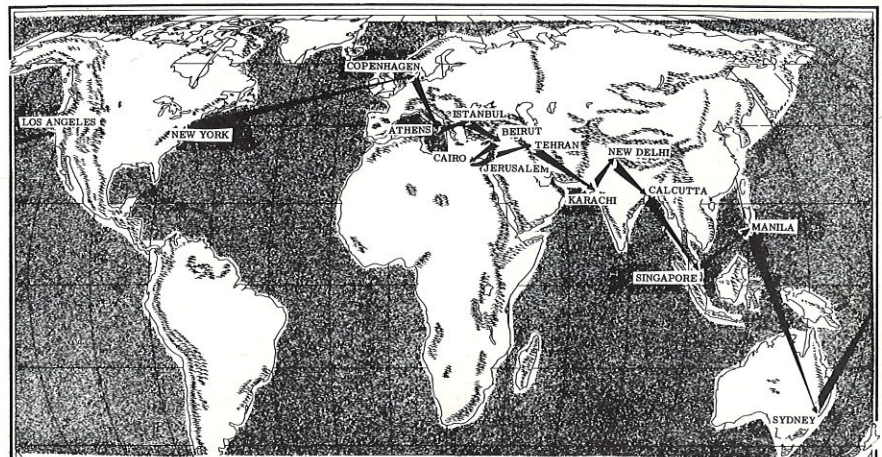 COPENHAGEN
LOS ANGELES
NEW YORK
ISTANBUL
ATHENS
BEIRUT
TEHRAN
CAIRO
JERUSALEM
NEW DELHI
KARACHI
CALCUTTA
MANILA
SINGAPORE
SYDNEY